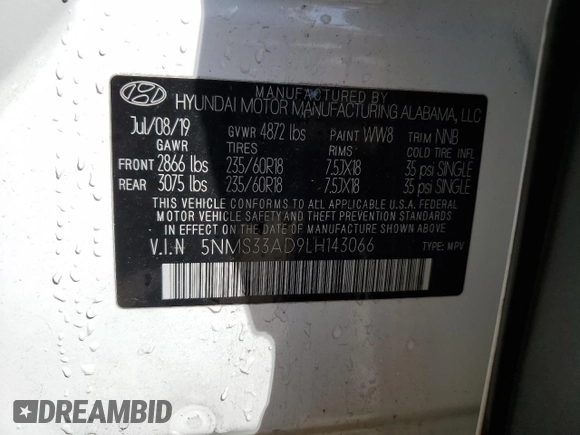 MANUFACTURED BY
HYUNDAI MOTOR MANUFACTURING ALABAMA, LLC
Jul/08/19 GVWR 4872 lbs PAINT WW8 TRIM NNB
GAWR TIRES RIMS COLD TIRE INFL
FRONT 2866 lbs 235/60R18 7.5JX18 35 psi SINGLE
REAR 3075 lbs 235/60R18 7.5JX18 35 psi SINGLE
THIS VEHICLE CONFORMS TO ALL APPLICABLE U.S.A. FEDERAL
MOTOR VEHICLE SAFETY AND THEFT PREVENTION STANDARDS
IN EFFECT ON THE DATE OF MANUFACTURE SHOWN ABOVE.
V.I.N 5NMS33AD9LH143066 TYPE: MPV
DREAMBID